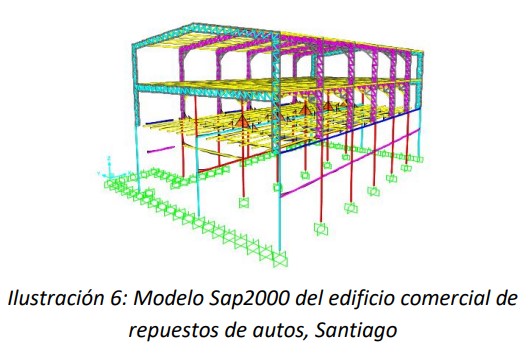 Ilustración 6: Modelo Sap2000 del edificio comercial de
repuestos de autos, Santiago